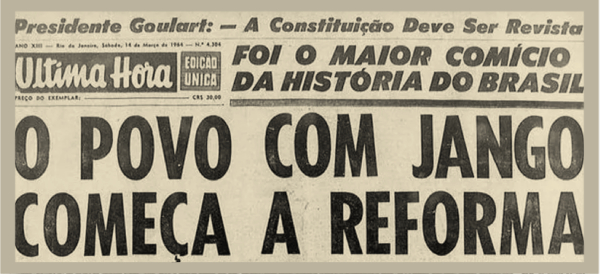 Presidente Goulart: — A Constituição Deve Ser Revista
ANO XIII — Rio de Janeiro, Sábado, 14 de Março de 1964 — N.º 4.304
Ultima Hora
EDIÇÃO
ÚNICA
PREÇO DO EXEMPLAR: CR$ 30,00
FOI O MAIOR COMÍCIO
DA HISTÓRIA DO BRASIL
O POVO COM JANGO
COMEÇA A REFORMA